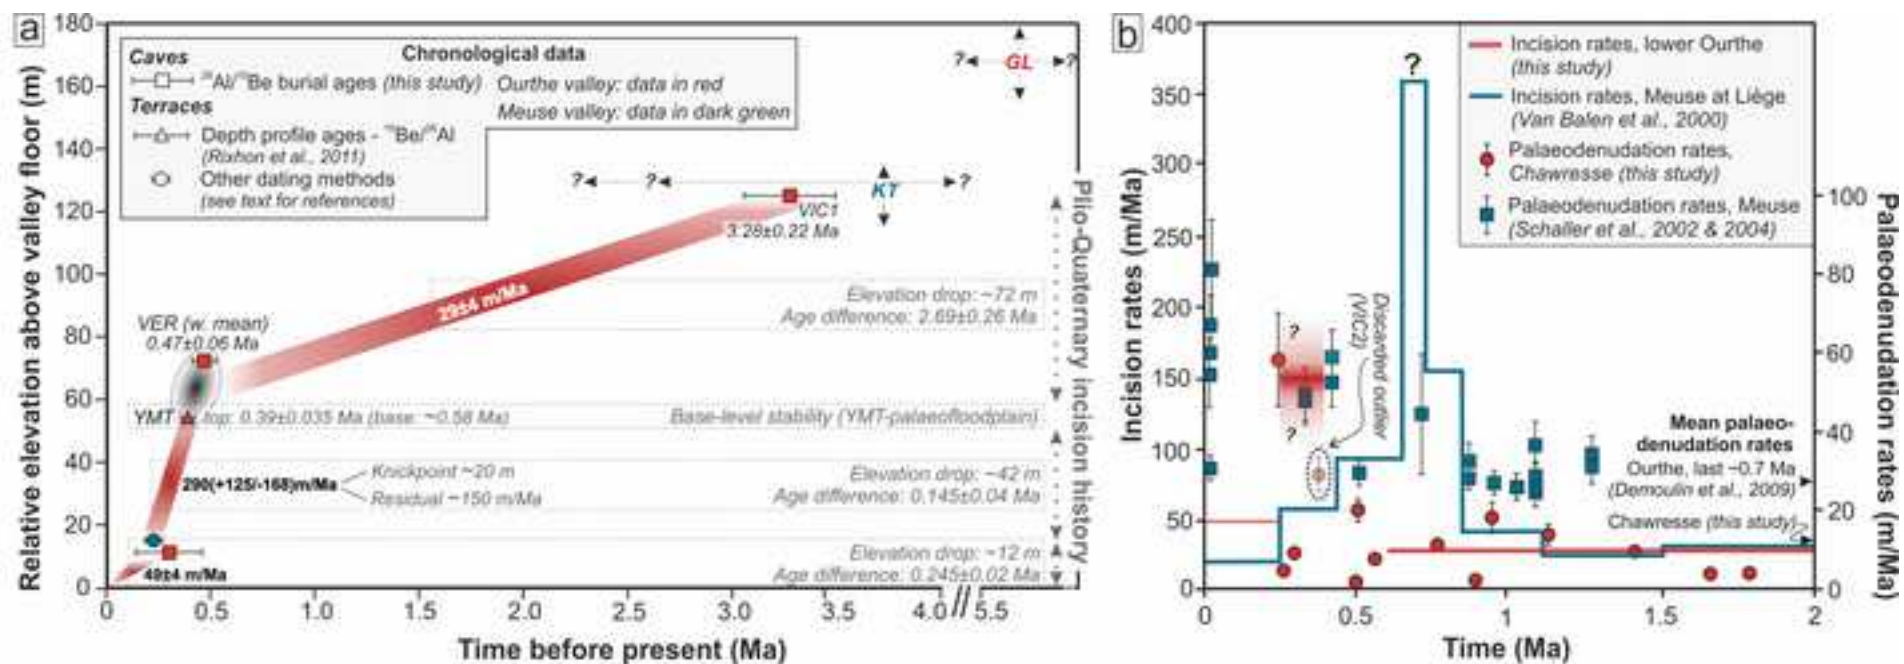 a
Relative elevation above valley floor (m)
180
160
140
120
100
80
60
40
20
0
Chronological data
Caves
²⁶Al/¹⁰Be burial ages (this study)
Ourthe valley: data in red
Meuse valley: data in dark green
Terraces
Depth profile ages - ¹⁰Be/²⁶Al
(Rixhon et al., 2011)
Other dating methods
(see text for references)
? GL ?
? ? KT ?
VIC1
3.28±0.22 Ma
29±4 m/Ma
Elevation drop: ~72 m
Age difference: 2.69±0.26 Ma
VER (w. mean)
0.47±0.06 Ma
YMT top: 0.39±0.035 Ma (base: ~0.58 Ma)
Base-level stability (YMT-palaeofloodplain)
290(+125/-168)m/Ma
Knickpoint ~20 m
Residual ~150 m/Ma
Elevation drop: ~42 m
Age difference: 0.145±0.04 Ma
49±4 m/Ma
Elevation drop: ~12 m
Age difference: 0.245±0.02 Ma
Plio-Quaternary incision history
0 0.5 1.0 1.5 2.0 2.5 3.0 3.5 4.0 // 5.5
Time before present (Ma)
b
Incision rates (m/Ma)
400
350
300
250
200
150
100
50
0
?
Incision rates, lower Ourthe
(this study)
Incision rates, Meuse at Liège
(Van Balen et al., 2000)
Palaeodenudation rates,
Chawresse (this study)
Palaeodenudation rates, Meuse
(Schaller et al., 2002 & 2004)
Discarded outlier
(VIC2)
?
?
Mean palaeo-
denudation rates
Ourthe, last ~0.7 Ma
(Demoulin et al., 2009)
Chawresse (this study)
100
80
60
40
20
0
Palaeodenudation rates (m/Ma)
0 0.5 1 1.5 2
Time (Ma)